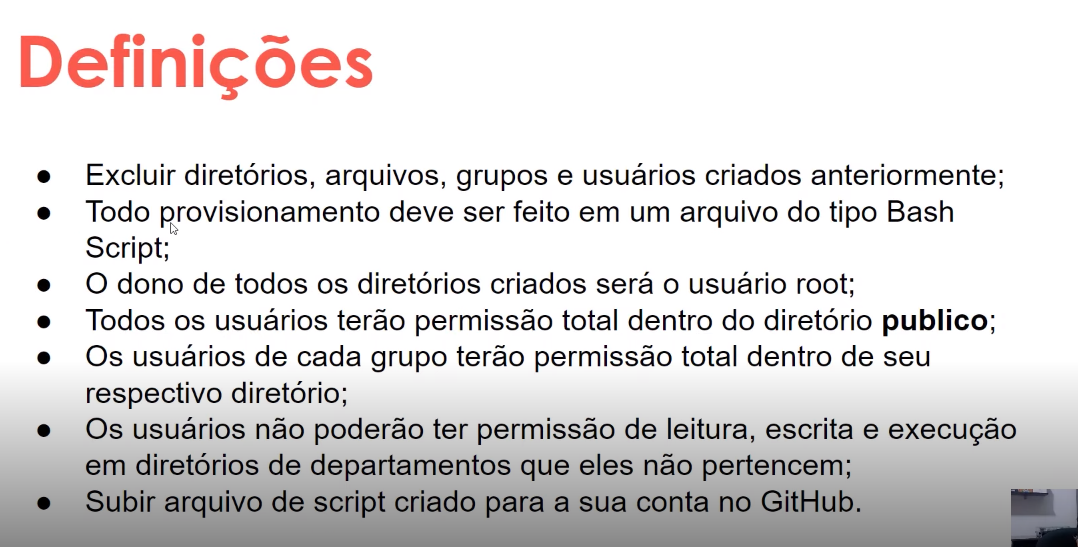 Definições
● Excluir diretórios, arquivos, grupos e usuários criados anteriormente;
● Todo provisionamento deve ser feito em um arquivo do tipo Bash
Script;
● O dono de todos os diretórios criados será o usuário root;
● Todos os usuários terão permissão total dentro do diretório publico;
● Os usuários de cada grupo terão permissão total dentro de seu
respectivo diretório;
● Os usuários não poderão ter permissão de leitura, escrita e execução
em diretórios de departamentos que eles não pertencem;
● Subir arquivo de script criado para a sua conta no GitHub.